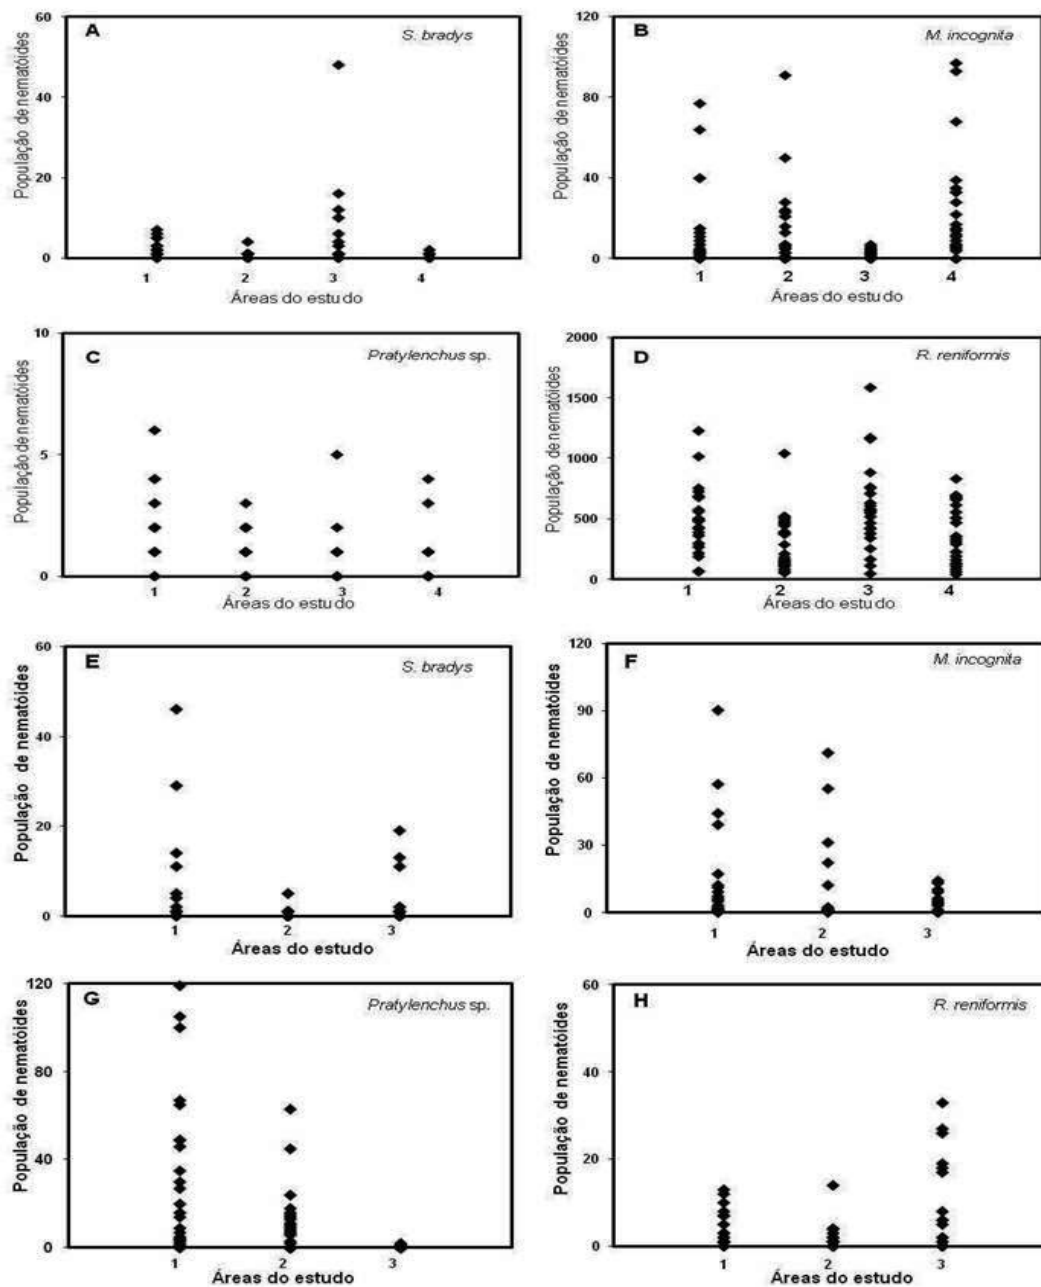 A
S. bradys
População de nematóides
60
40
20
0
1 2 3 4
Áreas do estudo
B
M. incognita
População de nematóides
120
80
40
0
1 2 3 4
Áreas do estudo
C
Pratylenchus sp.
População de nematóides
10
5
0
1 2 3 4
Áreas do estudo
D
R. reniformis
População de nematóides
2000
1500
1000
500
0
1 2 3 4
Áreas do estudo
E
S. bradys
População de nematóides
60
40
20
0
1 2 3
Áreas do estudo
F
M. incognita
População de nematóides
120
90
60
30
0
1 2 3
Áreas do estudo
G
Pratylenchus sp.
População de nematóides
120
80
40
0
1 2 3
Áreas do estudo
H
R. reniformis
População de nematóides
60
40
20
0
1 2 3
Áreas do estudo